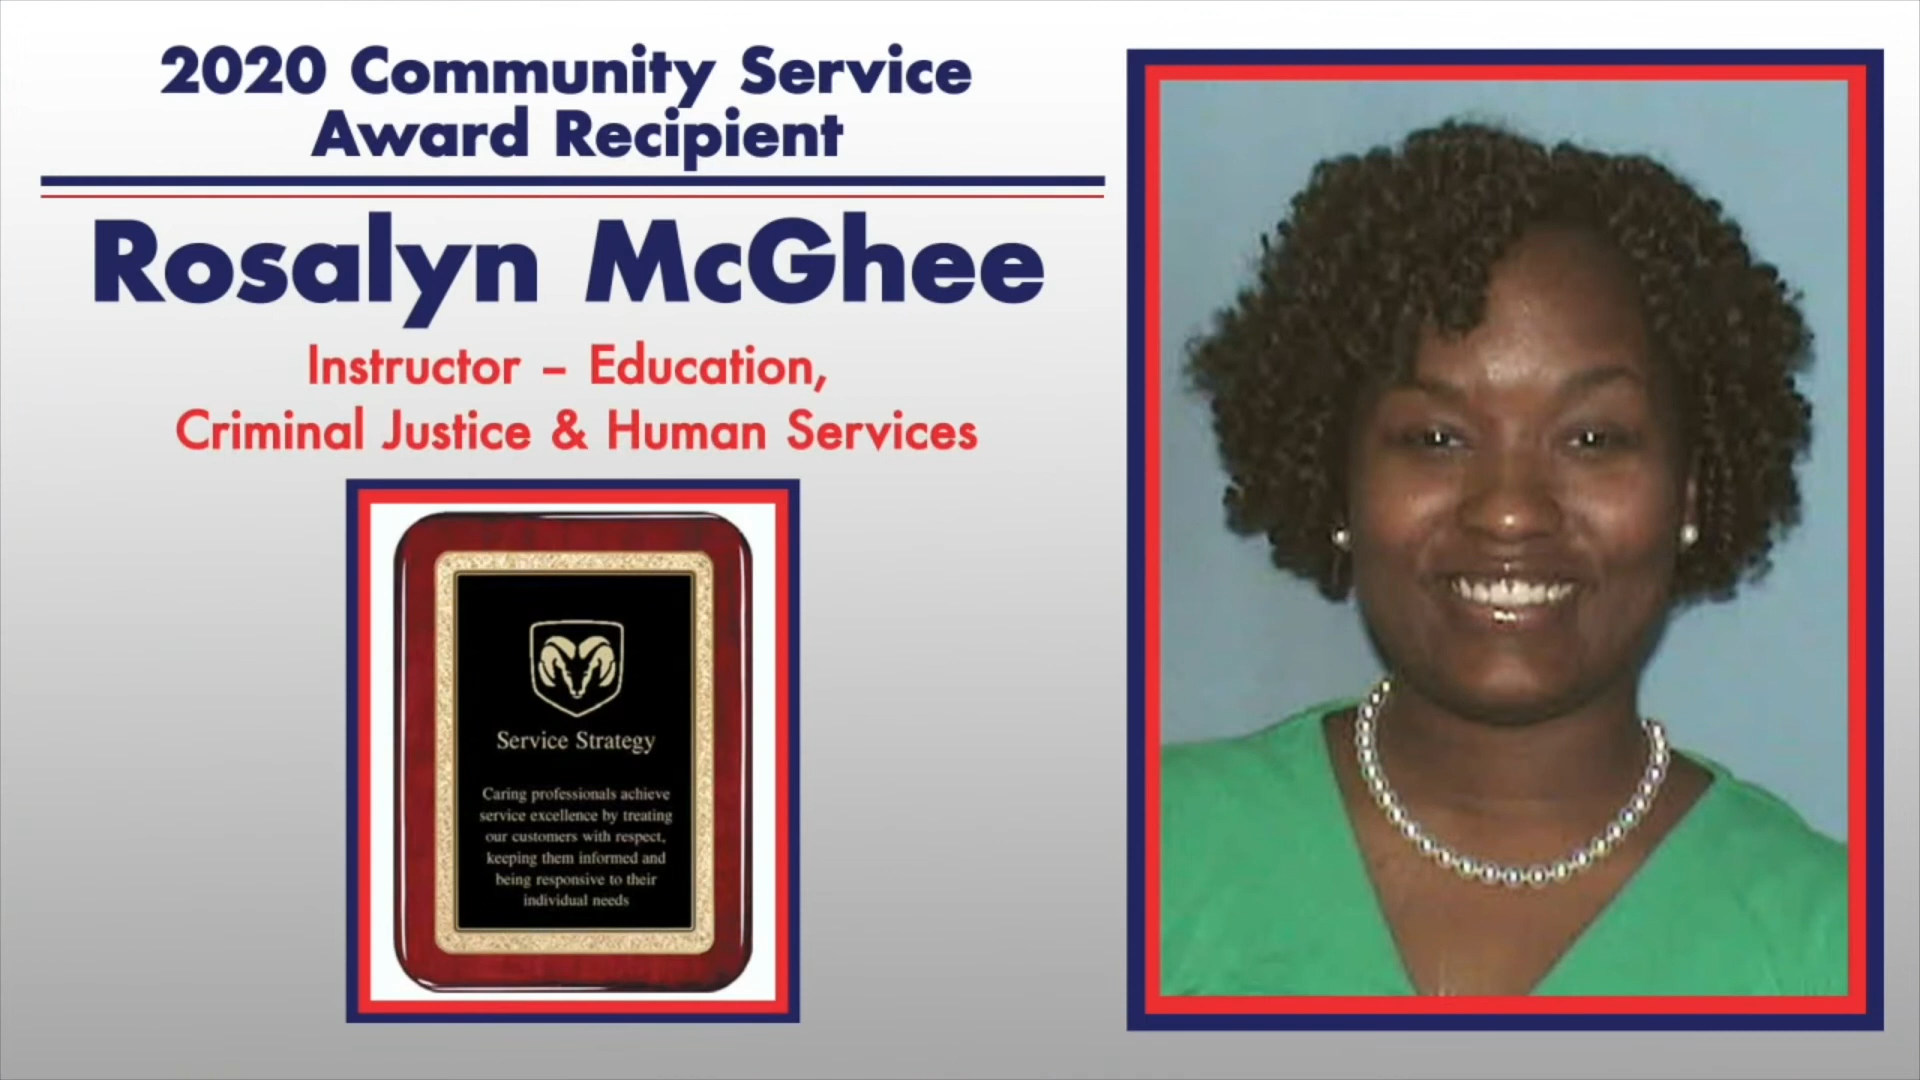 2020 Community Service
Award Recipient
Rosalyn McGhee
Instructor – Education,
Criminal Justice & Human Services
Service Strategy
Caring professionals achieve
service excellence by treating
our customers with respect,
keeping them informed and
being responsive to their
individual needs